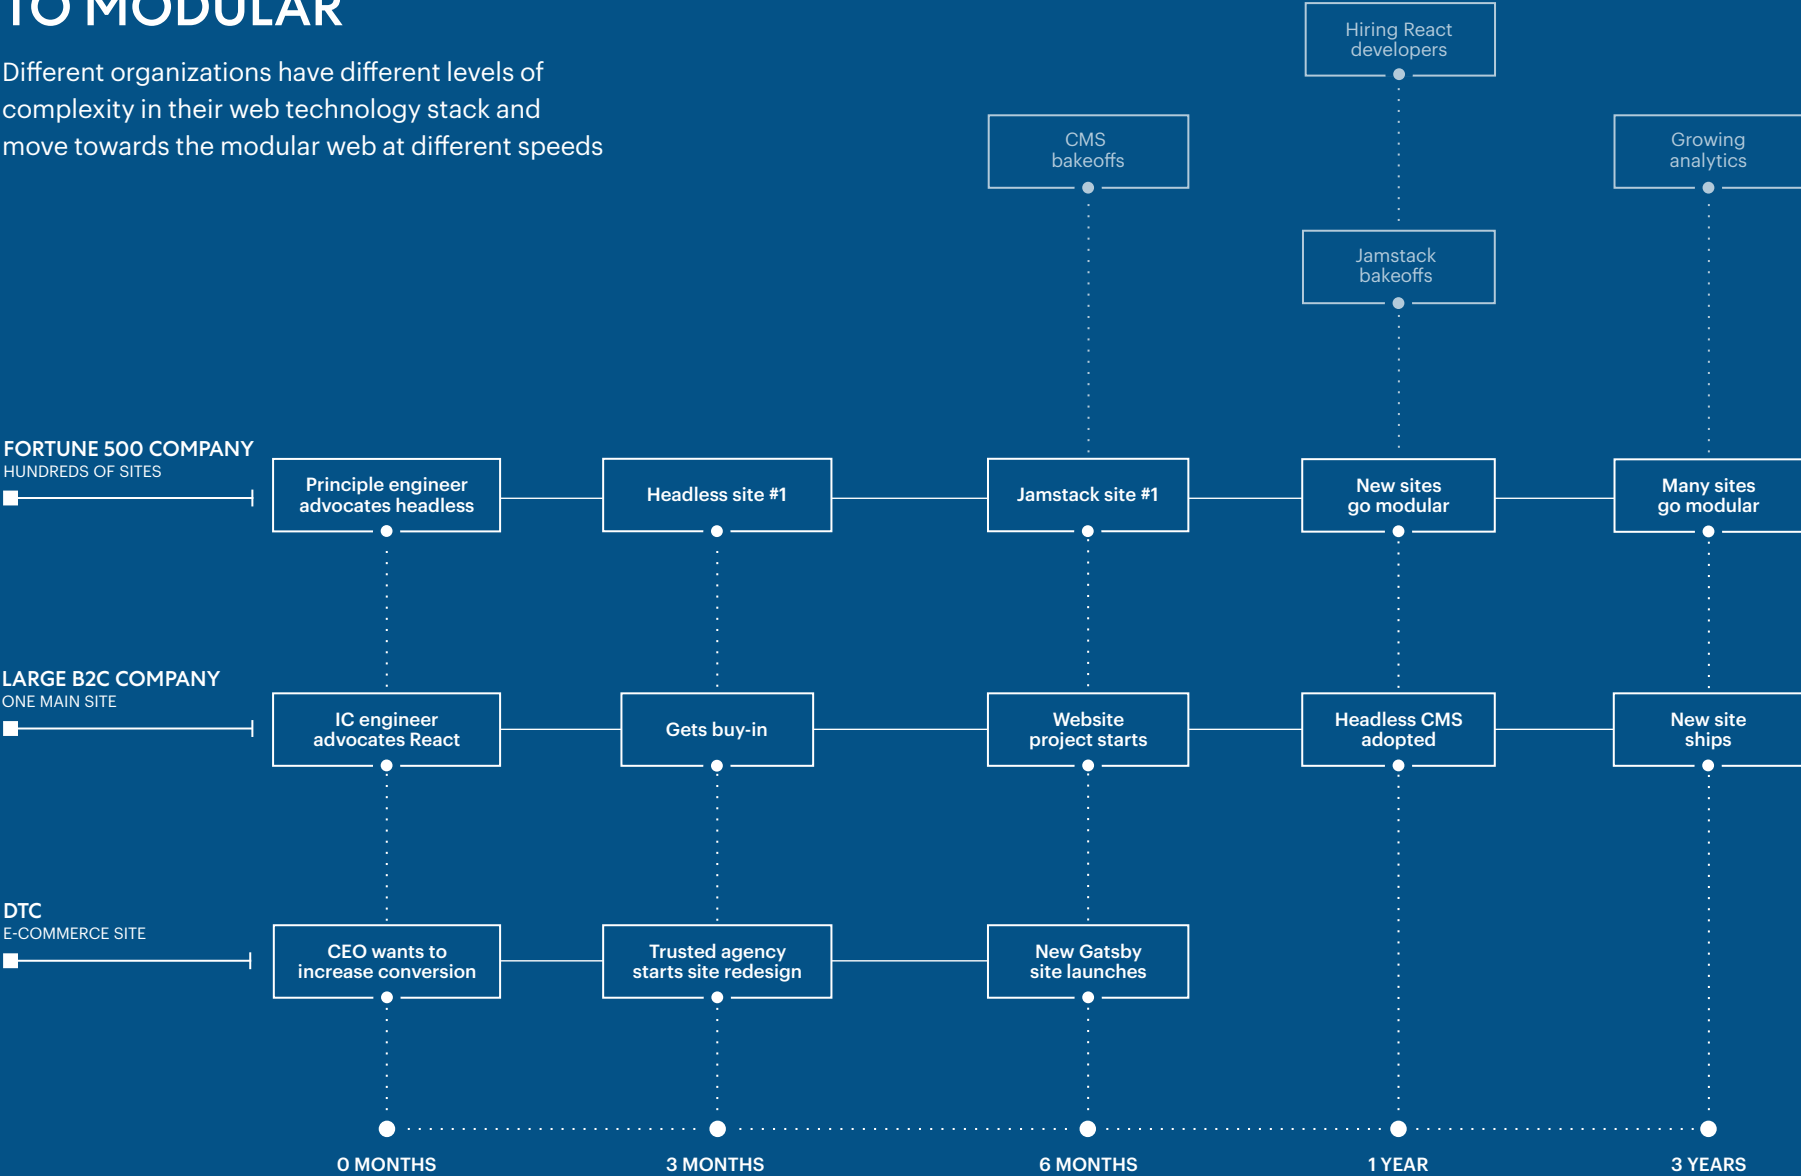 TO MODULAR
Different organizations have different levels of
complexity in their web technology stack and
move towards the modular web at different speeds
Hiring React
developers
CMS
bakeoffs
Growing
analytics
Jamstack
bakeoffs
FORTUNE 500 COMPANY
HUNDREDS OF SITES
Principle engineer
advocates headless
Headless site #1
Jamstack site #1
New sites
go modular
Many sites
go modular
LARGE B2C COMPANY
ONE MAIN SITE
IC engineer
advocates React
Gets buy-in
Website
project starts
Headless CMS
adopted
New site
ships
DTC
E-COMMERCE SITE
CEO wants to
increase conversion
Trusted agency
starts site redesign
New Gatsby
site launches
0 MONTHS
3 MONTHS
6 MONTHS
1 YEAR
3 YEARS